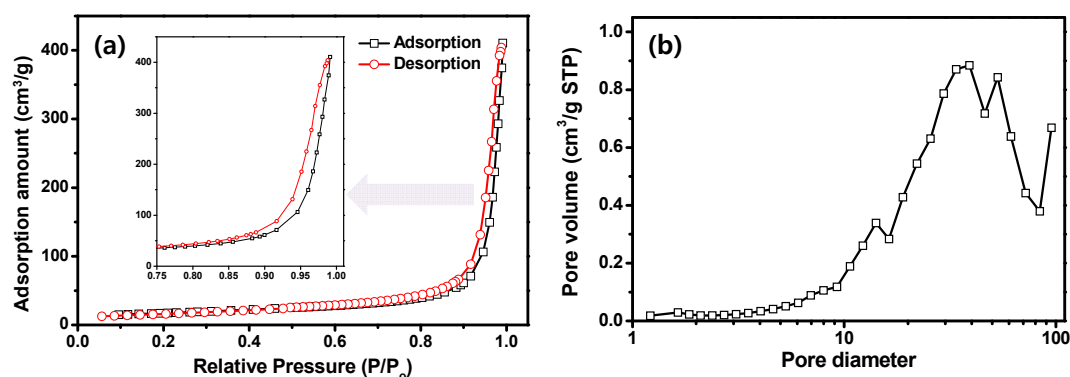 (a)
Adsorption
Desorption
Adsorption amount (cm³/g)
400
300
200
100
0
0.0 0.2 0.4 0.6 0.8 1.0
Relative Pressure (P/Pₒ)
400
300
200
100
0
0.75 0.80 0.85 0.90 0.95 1.00
(b)
Pore volume (cm³/g STP)
1.0
0.8
0.6
0.4
0.2
0.0
1 10 100
Pore diameter